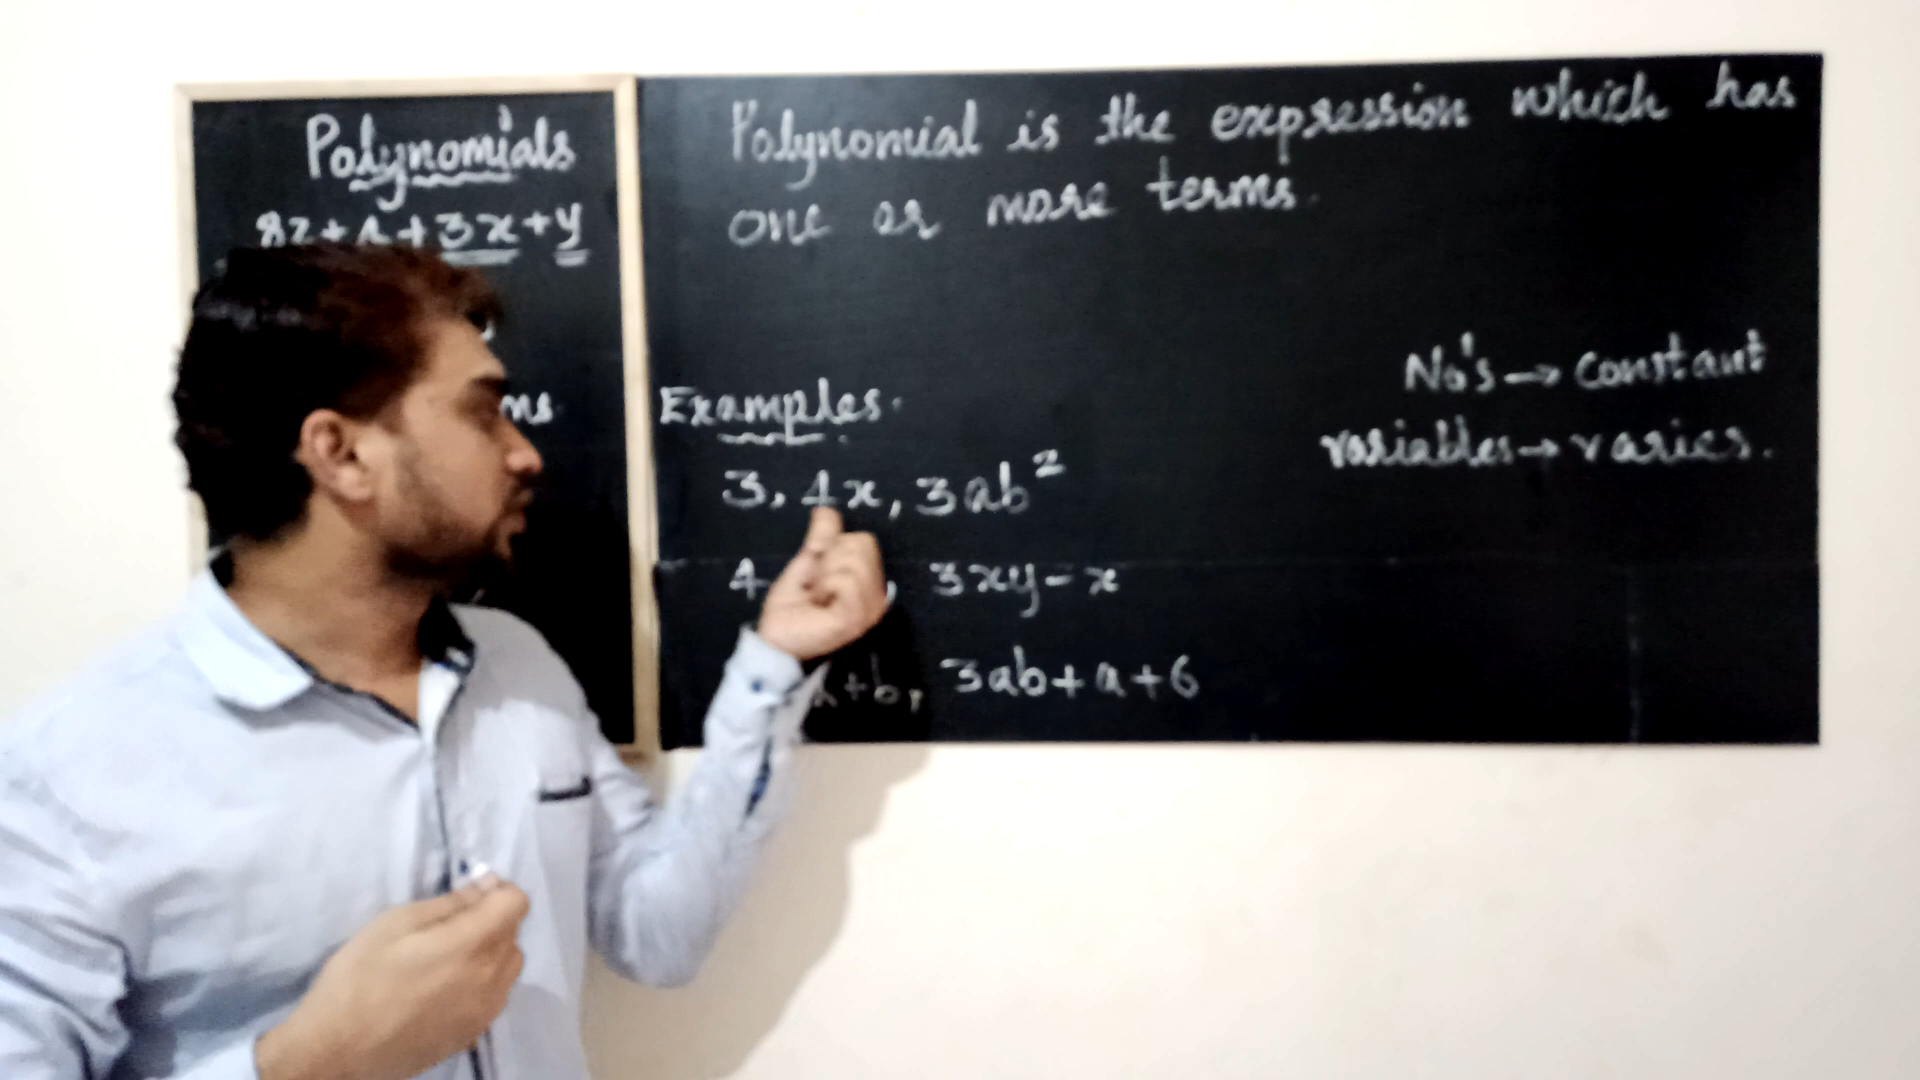 Polynomials
8z + 4 + 3x + y
Polynomial is the expression which has
one or more terms.
No's → constant
variables → varies.
Examples.
3, 4x, 3ab²
4 , 3xy - x
+b, 3ab + a + 6